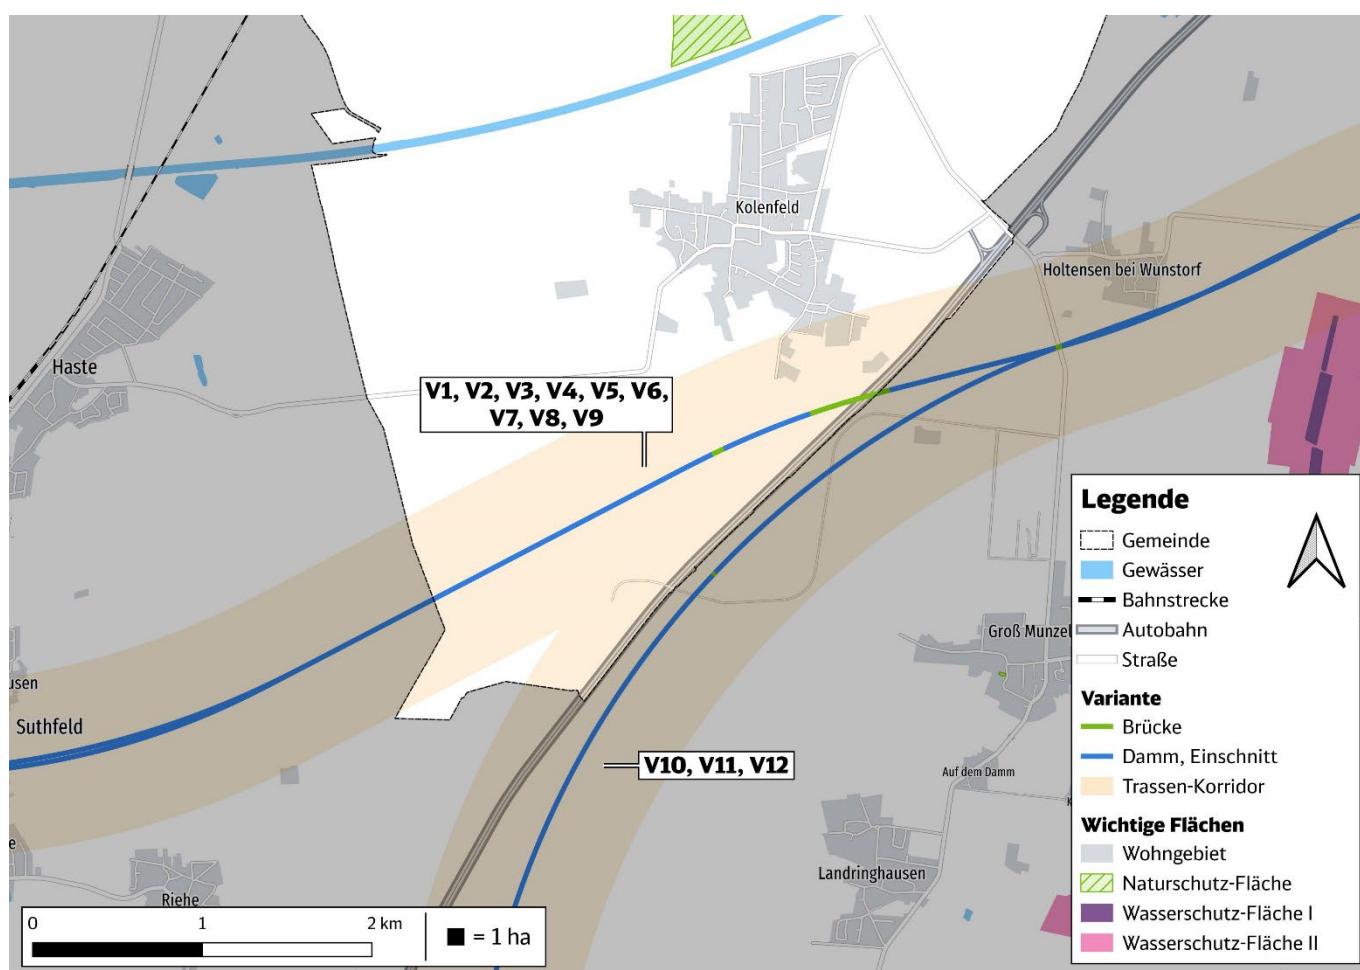 Kolenfeld
Holtensen bei Wunstorf
Haste
V1, V2, V3, V4, V5, V6,
V7, V8, V9
Groß Munzel
usen
Suthfeld
V10, V11, V12
Auf dem Damm
K
e
Landringhausen
Riehe
0 1 2 km
= 1 ha
Legende
Gemeinde
Gewässer
Bahnstrecke
Autobahn
Straße
Variante
Brücke
Damm, Einschnitt
Trassen-Korridor
Wichtige Flächen
Wohngebiet
Naturschutz-Fläche
Wasserschutz-Fläche I
Wasserschutz-Fläche II